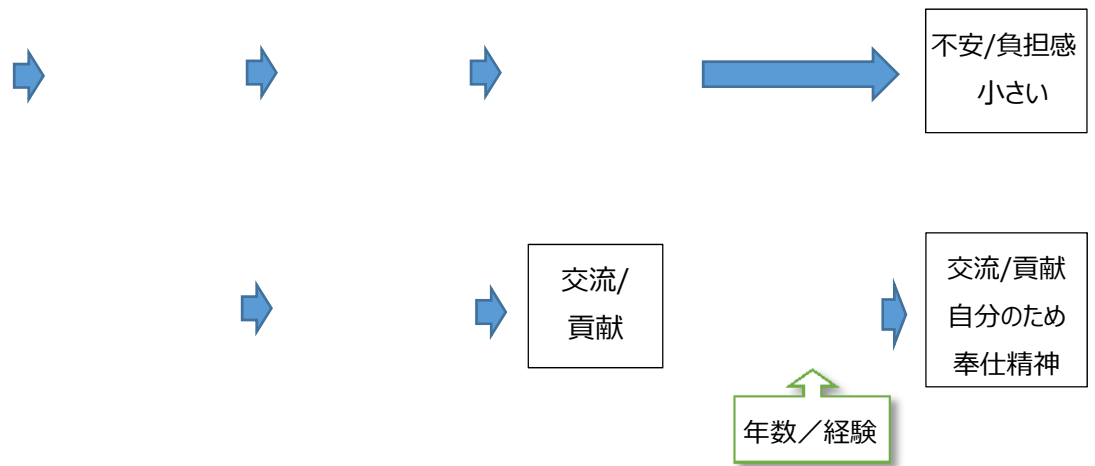 不安/負担感
小さい
交流/
貢献
交流/貢献
自分のため
奉仕精神
年数／経験